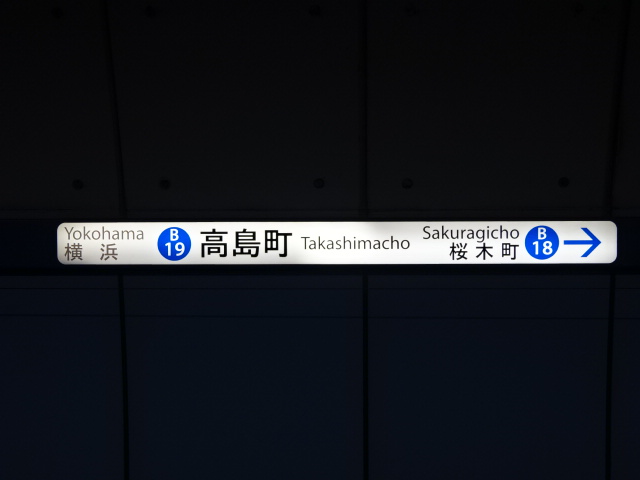 Yokohama
横浜
B
19
高島町 Takashimacho
Sakuragicho
桜木町
B
18